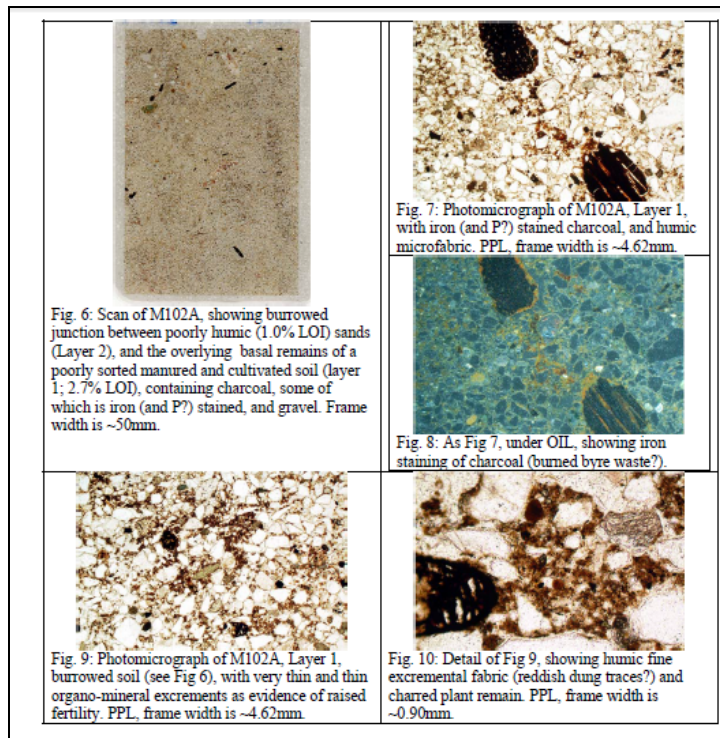 Fig. 6: Scan of M102A, showing burrowed
junction between poorly humic (1.0% LOI) sands
(Layer 2), and the overlying basal remains of a
poorly sorted manured and cultivated soil (layer
1; 2.7% LOI), containing charcoal, some of
which is iron (and P?) stained, and gravel. Frame
width is ~50mm.
Fig. 7: Photomicrograph of M102A, Layer 1,
with iron (and P?) stained charcoal, and humic
microfabric. PPL, frame width is ~4.62mm.
Fig. 8: As Fig 7, under OIL, showing iron
staining of charcoal (burned byre waste?).
Fig. 9: Photomicrograph of M102A, Layer 1,
burrowed soil (see Fig 6), with very thin and thin
organo-mineral excrements as evidence of raised
fertility. PPL, frame width is ~4.62mm.
Fig. 10: Detail of Fig 9, showing humic fine
excremental fabric (reddish dung traces?) and
charred plant remain. PPL, frame width is
~0.90mm.